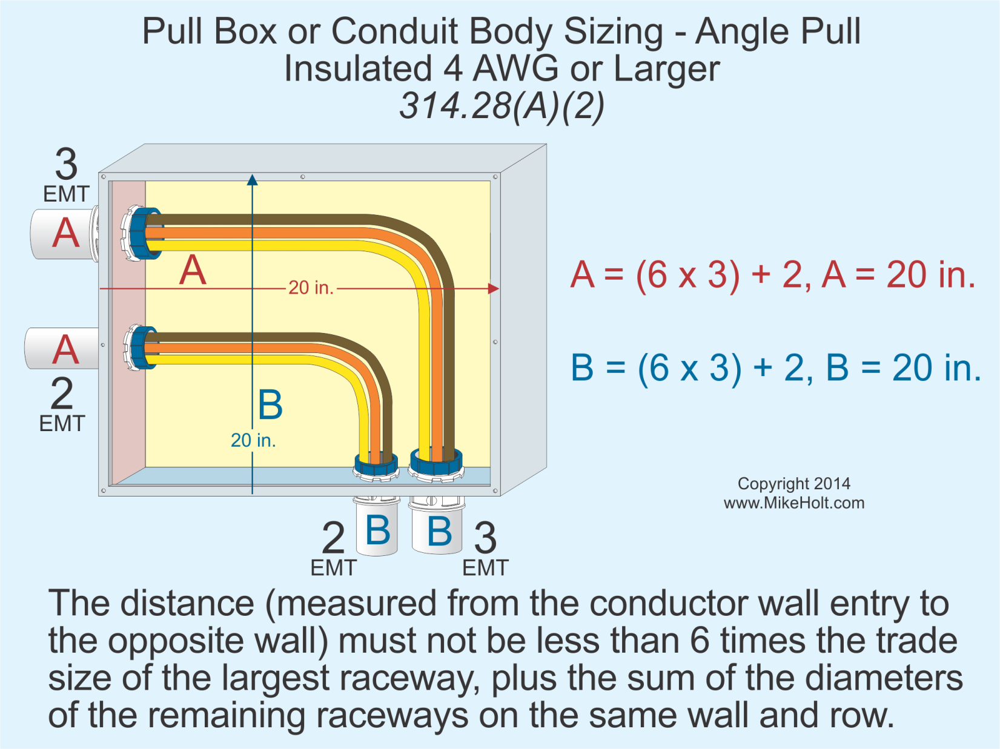 Pull Box or Conduit Body Sizing - Angle Pull
Insulated 4 AWG or Larger
314.28(A)(2)
3
EMT
A
A
20 in.
A = (6 x 3) + 2, A = 20 in.
A
2
EMT
B
20 in.
B = (6 x 3) + 2, B = 20 in.
Copyright 2014
www.MikeHolt.com
2
EMT
B
B
3
EMT
The distance (measured from the conductor wall entry to
the opposite wall) must not be less than 6 times the trade
size of the largest raceway, plus the sum of the diameters
of the remaining raceways on the same wall and row.